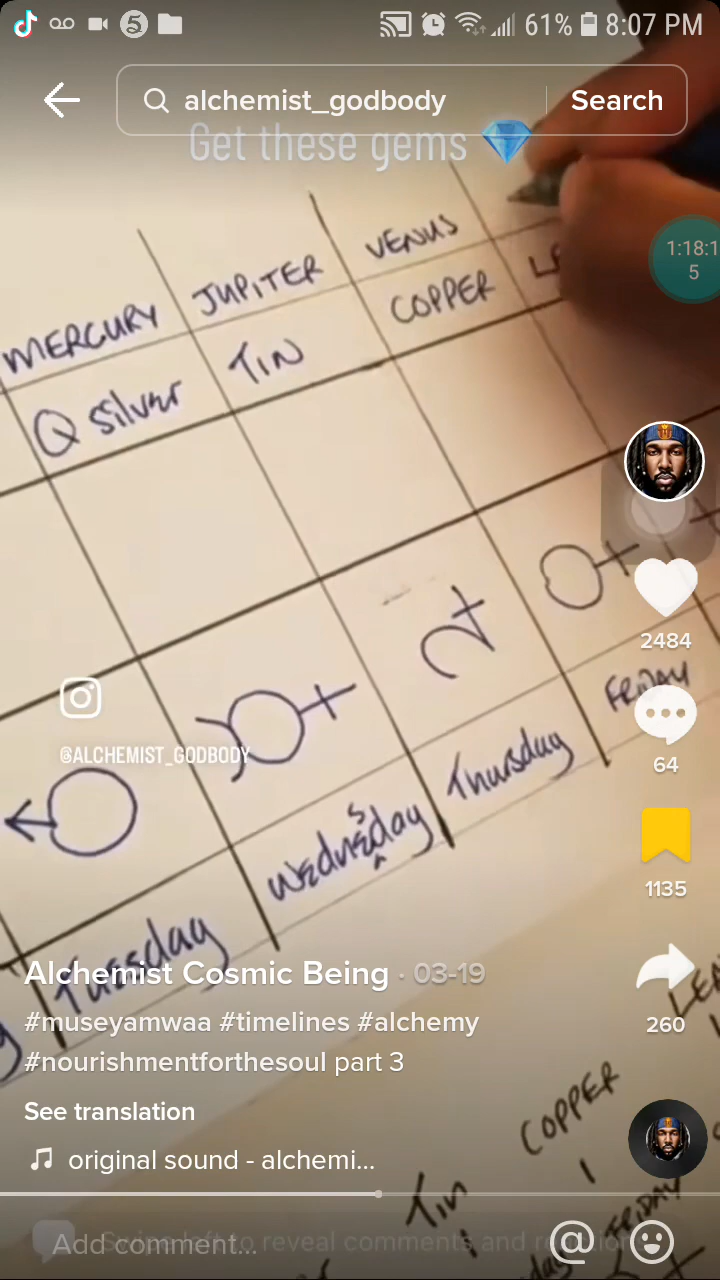 61% 8:07 PM
alchemist_godbody Search
Get these gems
1:18:1
5
MERCURY JUPITER VENUS
Q silver TIN COPPER
2484
@ALCHEMIST_GODBODY
64
Tuesday Wednesday Thursday FRIDAY
1135
Alchemist Cosmic Being · 03-19
#museyamwaa #timelines #alchemy
#nourishmentforthesoul part 3
260
See translation
original sound - alchemi...
COPPER
Tin
FRIDAY
Add comment...